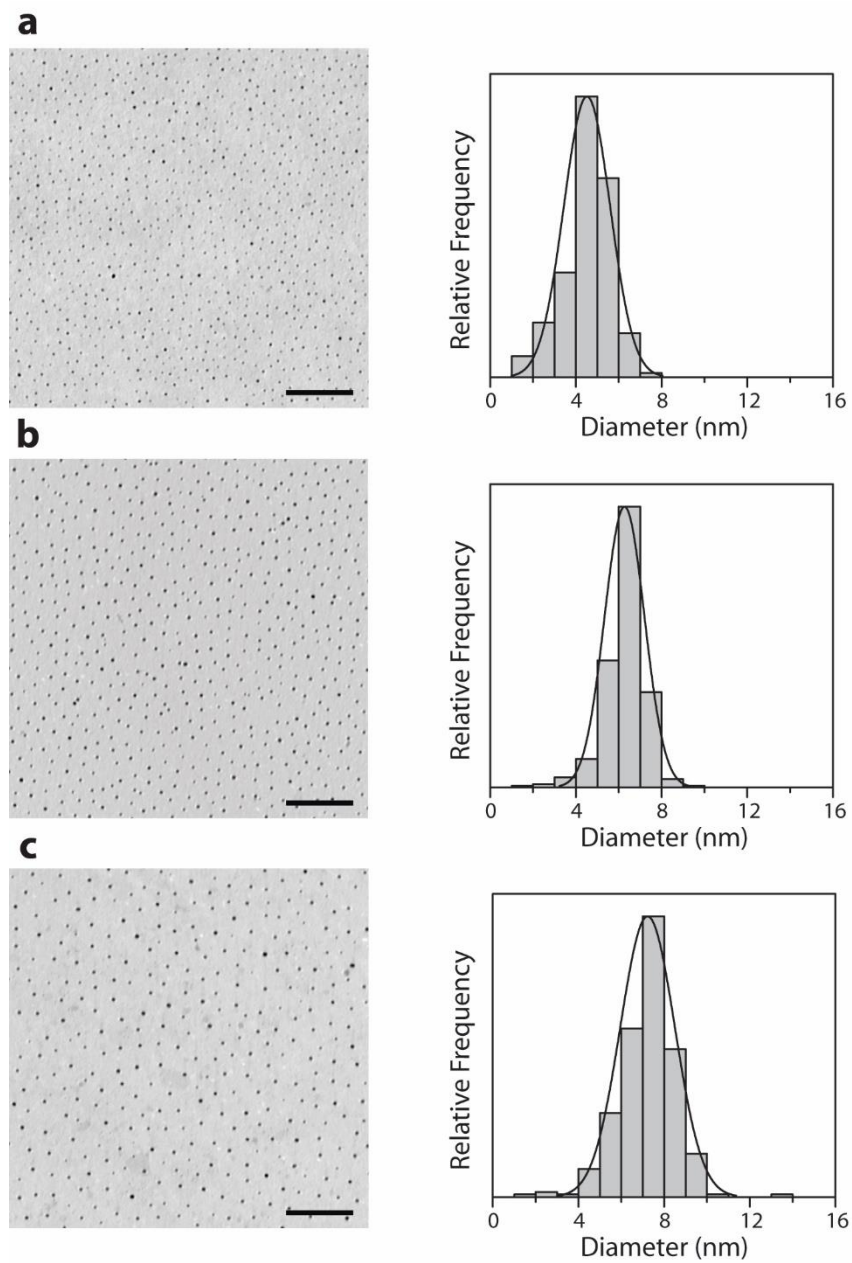 a
Relative Frequency
0 4 8 12 16
Diameter (nm)
b
Relative Frequency
0 4 8 12 16
Diameter (nm)
c
Relative Frequency
0 4 8 12 16
Diameter (nm)